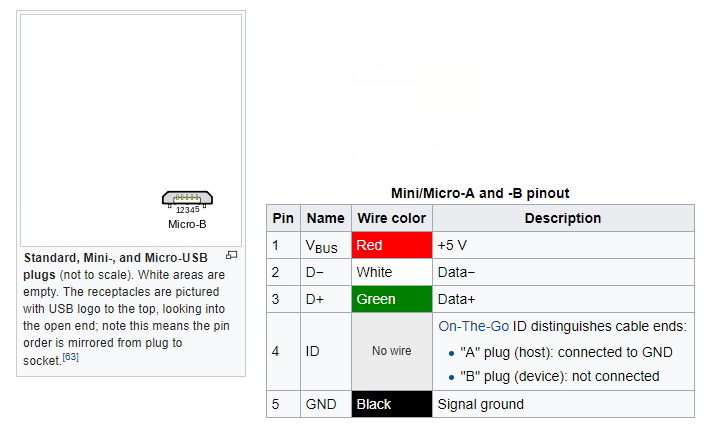 12345
Micro-B
Standard, Mini-, and Micro-USB
plugs (not to scale). White areas are
empty. The receptacles are pictured
with USB logo to the top, looking into
the open end; note this means the pin
order is mirrored from plug to
socket.[63]
Mini/Micro-A and -B pinout
Pin Name Wire color Description
1 VBUS Red +5 V
2 D− White Data−
3 D+ Green Data+
4 ID No wire On-The-Go ID distinguishes cable ends:
• "A" plug (host): connected to GND
• "B" plug (device): not connected
5 GND Black Signal ground